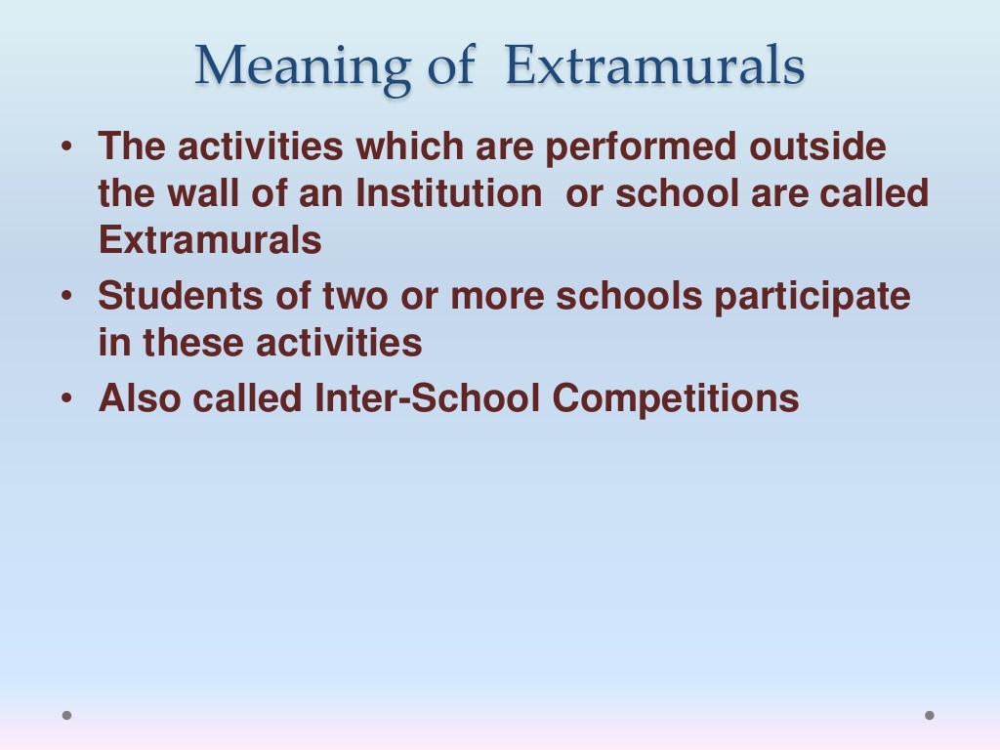 Meaning of  Extramurals
• The activities which are performed outside
the wall of an Institution  or school are called
Extramurals
• Students of two or more schools participate
in these activities
• Also called Inter-School Competitions